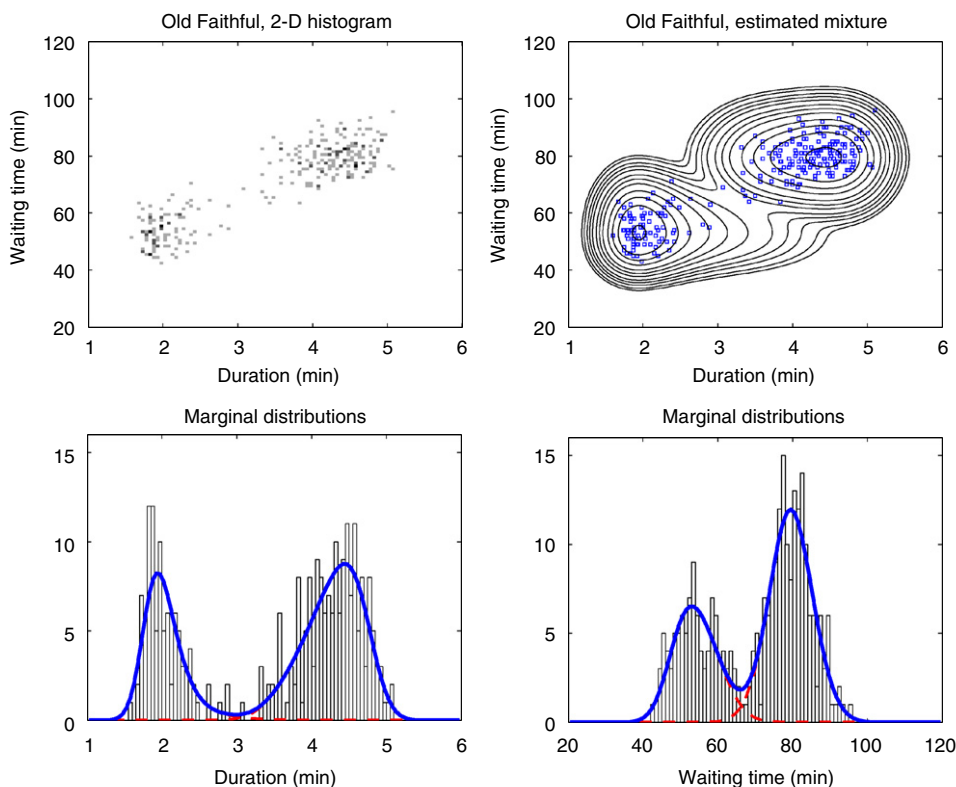 Old Faithful, 2-D histogram
120
100
80
60
40
20
Waiting time (min)
1 2 3 4 5 6
Duration (min)
Old Faithful, estimated mixture
120
100
80
60
40
20
Waiting time (min)
1 2 3 4 5 6
Duration (min)
Marginal distributions
15
10
5
0
1 2 3 4 5 6
Duration (min)
Marginal distributions
15
10
5
0
20 40 60 80 100 120
Waiting time (min)